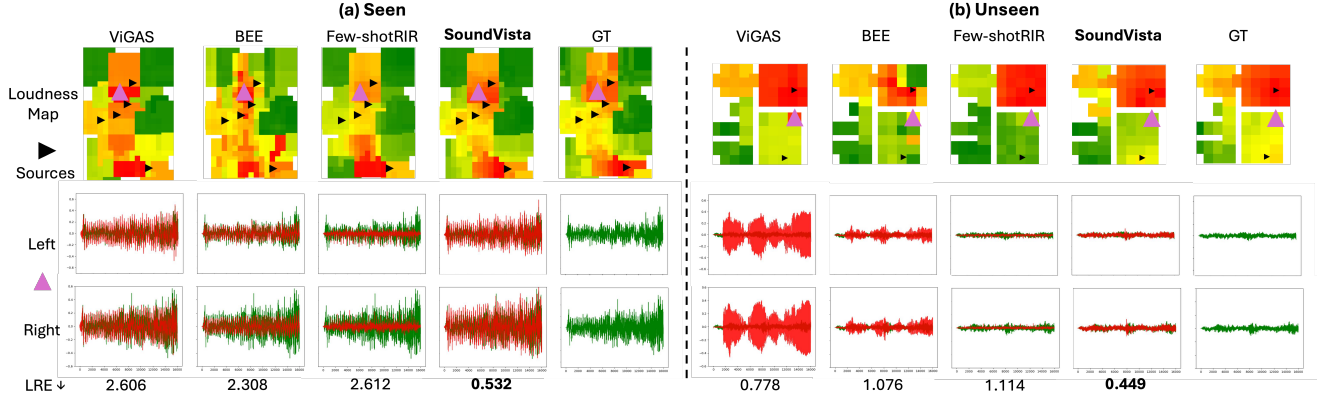 (a) Seen
(b) Unseen
ViGAS BEE Few-shotRIR SoundVista GT
ViGAS BEE Few-shotRIR SoundVista GT
Loudness
Map
Sources
Left
Right
LRE ↓ 2.606 2.308 2.612 0.532
0.778 1.076 1.114 0.449